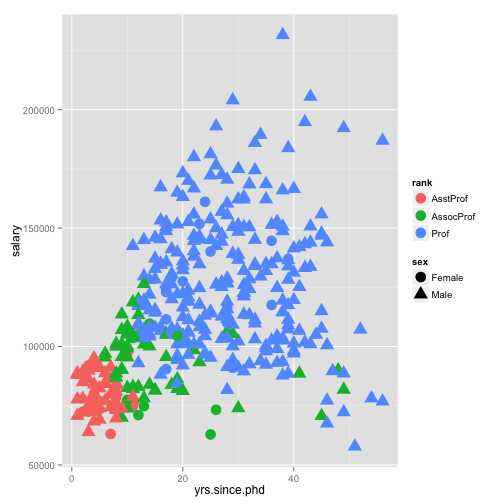 200000
150000
100000
50000
salary
0
20
40
yrs.since.phd
rank
AsstProf
AssocProf
Prof
sex
Female
Male